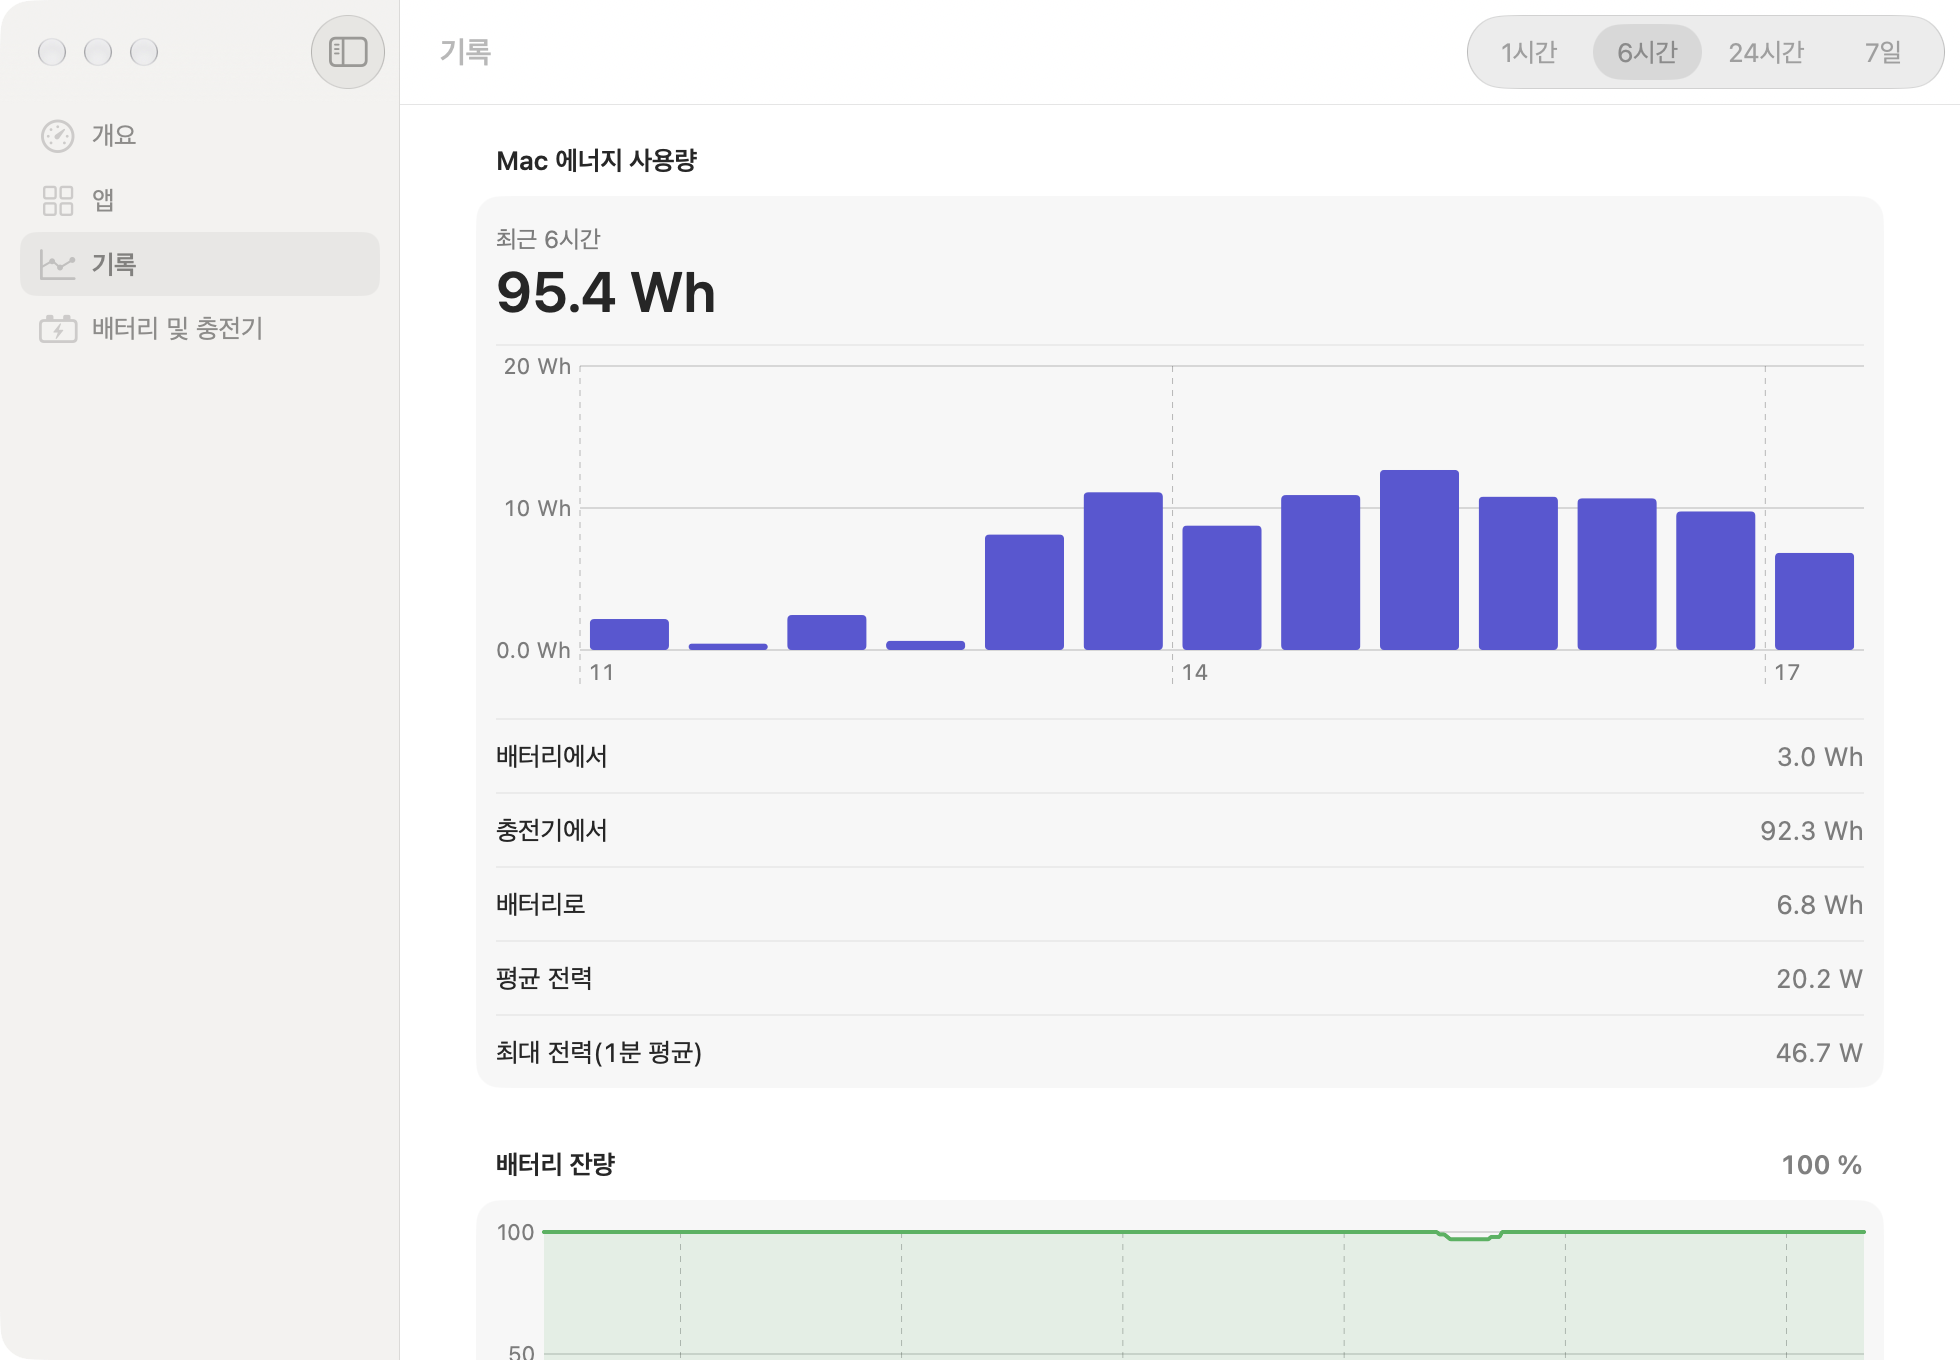 기록
1시간 6시간 24시간 7일
개요
앱
기록
배터리 및 충전기
Mac 에너지 사용량
최근 6시간
95.4 Wh
20 Wh
10 Wh
0.0 Wh
11 14 17
배터리에서 3.0 Wh
충전기에서 92.3 Wh
배터리로 6.8 Wh
평균 전력 20.2 W
최대 전력(1분 평균) 46.7 W
배터리 잔량 100 %
100
50